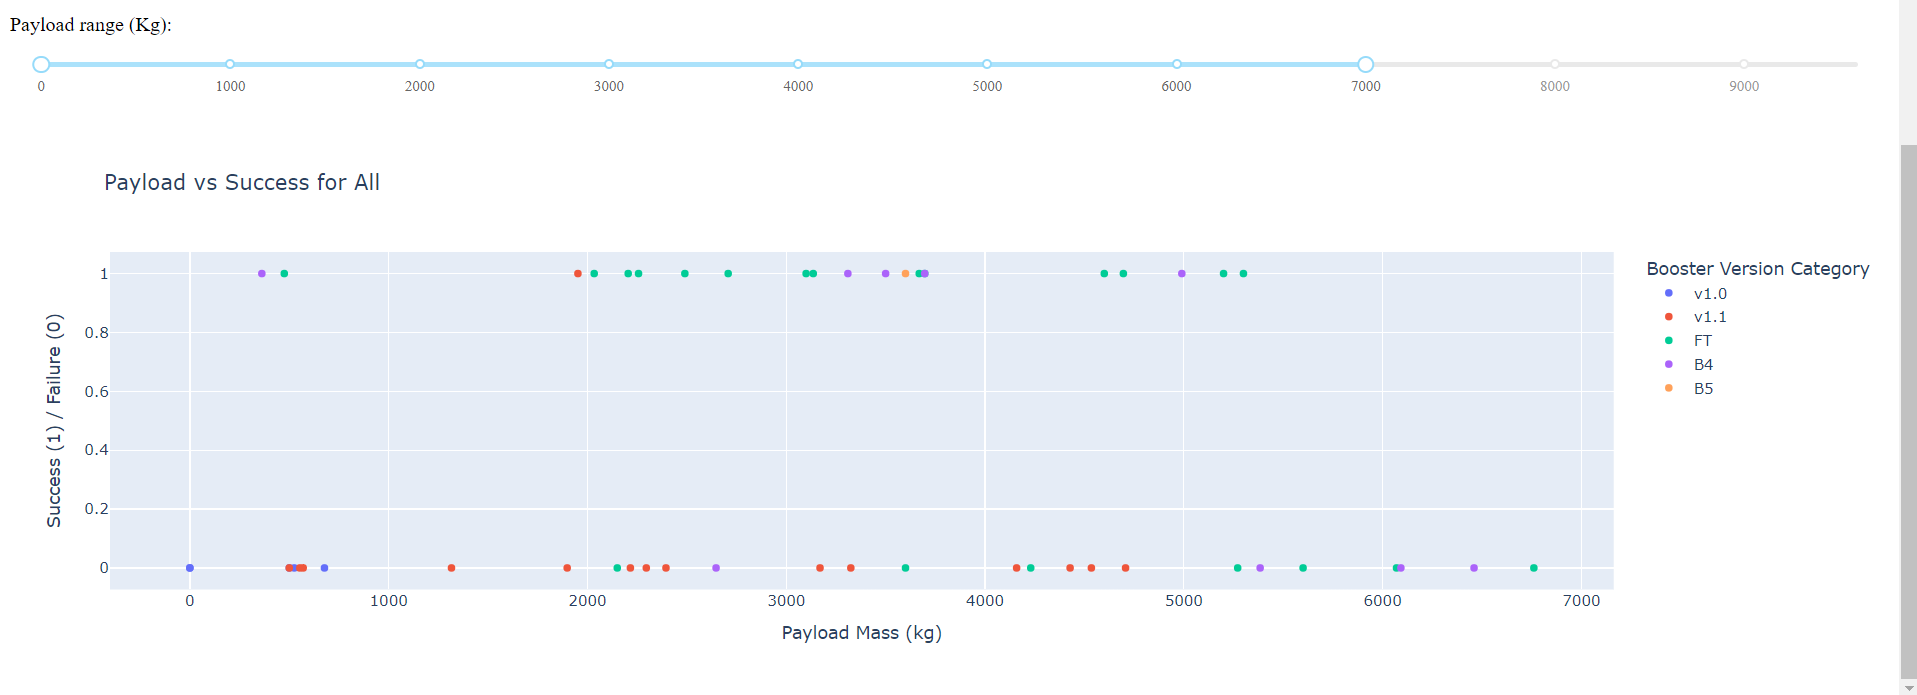 Payload range (Kg):
0 1000 2000 3000 4000 5000 6000 7000 8000 9000
Payload vs Success for All
Success (1) / Failure (0)
1
0.8
0.6
0.4
0.2
0
0 1000 2000 3000 4000 5000 6000 7000
Payload Mass (kg)
Booster Version Category
v1.0
v1.1
FT
B4
B5